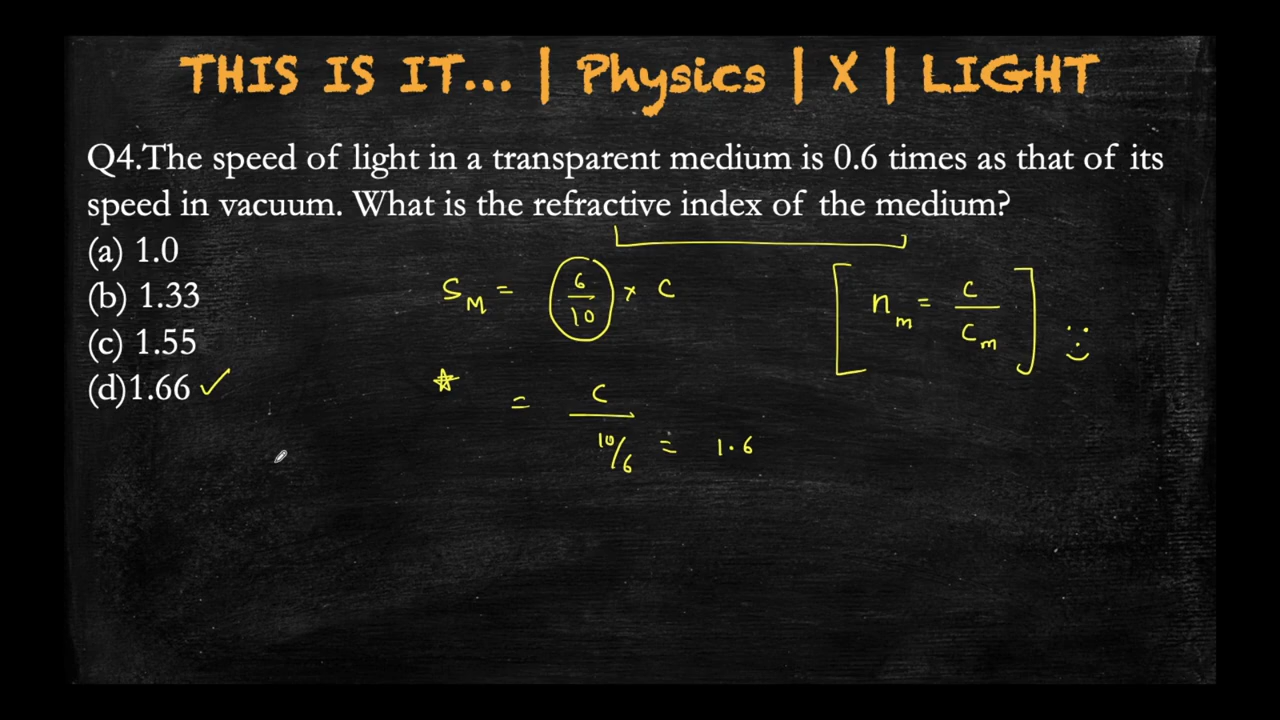 THIS IS IT... | Physics | X | LIGHT
Q4.The speed of light in a transparent medium is 0.6 times as that of its
speed in vacuum. What is the refractive index of the medium?
(a) 1.0
(b) 1.33
(c) 1.55
(d)1.66 ✓
S_M = 6/10 × C
[ n_m = C/C_m ]
= C / (10/6) = 1.6